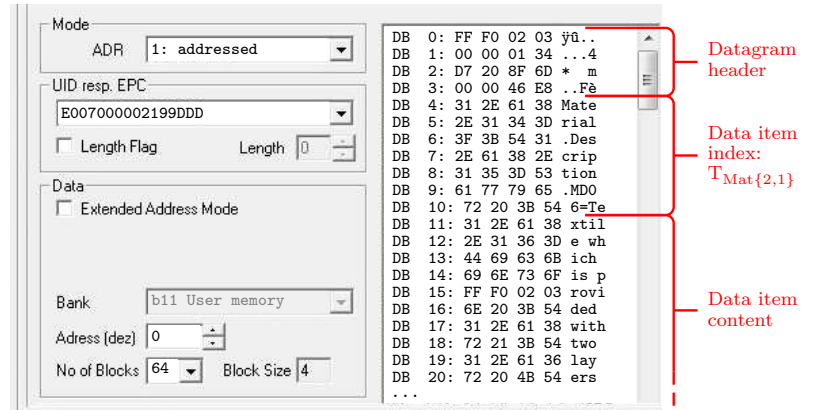 Mode
ADR 1: addressed
UID resp. EPC
E007000002199DDD
Length Flag Length 0
Data
Extended Address Mode
Bank b11 User memory
Adress (dez) 0
No of Blocks 64 Block Size 4
DB 0: FF F0 02 03 ÿû..
DB 1: 00 00 01 34 ...4
DB 2: D7 20 8F 6D * m
DB 3: 00 00 46 E8 ..Fè
DB 4: 31 2E 61 38 Mate
DB 5: 2E 31 34 3D rial
DB 6: 3F 3B 54 31 .Des
DB 7: 2E 61 38 2E crip
DB 8: 31 35 3D 53 tion
DB 9: 61 77 79 65 .MD0
DB 10: 72 20 3B 54 6=Te
DB 11: 31 2E 61 38 xtil
DB 12: 2E 31 36 3D e wh
DB 13: 44 69 63 6B ich
DB 14: 69 6E 73 6F is p
DB 15: FF F0 02 03 rovi
DB 16: 6E 20 3B 54 ded
DB 17: 31 2E 61 38 with
DB 18: 72 21 3B 54 two
DB 19: 31 2E 61 36 lay
DB 20: 72 20 4B 54 ers
...
Datagram
header
Data item
index:
T_Mat{2,1}
Data item
content